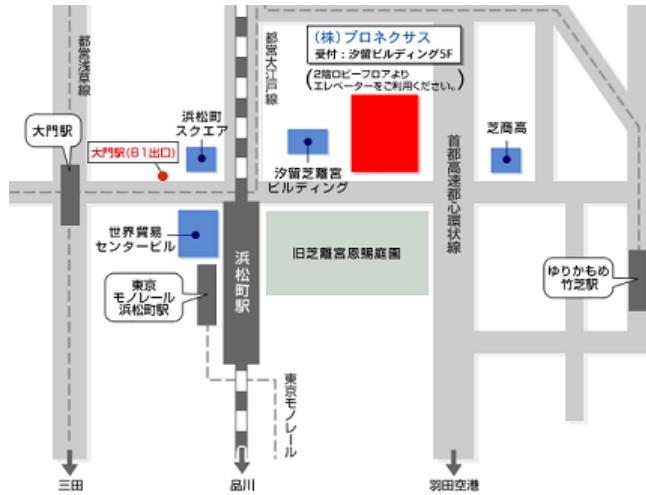 都営浅草線
都営大江戸線
(株)プロネクサス
受付：汐留ビルディング5F
(2階ロビーフロアより
エレベーターをご利用ください。)
大門駅
大門駅(B1出口)
浜松町
スクエア
汐留芝離宮
ビルディング
首都高速都心環状線
芝商高
世界貿易
センタービル
浜松町駅
旧芝離宮恩賜庭園
東京
モノレール
浜松町駅
ゆりかもめ
竹芝駅
東京モノレール
三田
品川
羽田空港